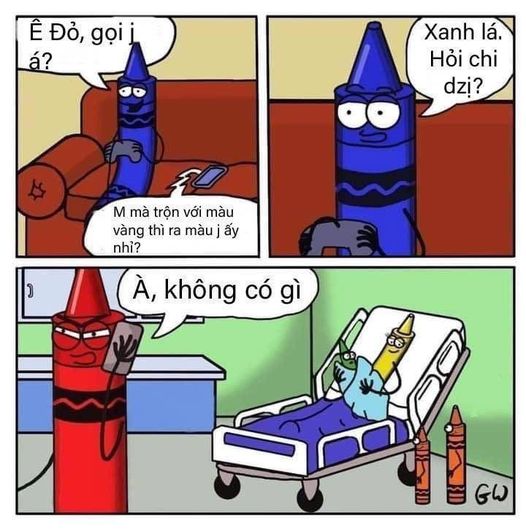 Ê Đỏ, gọi j
á?
M mà trộn với màu
vàng thì ra màu j ấy
nhỉ?
Xanh lá.
Hỏi chi
dzị?
À, không có gì
GW